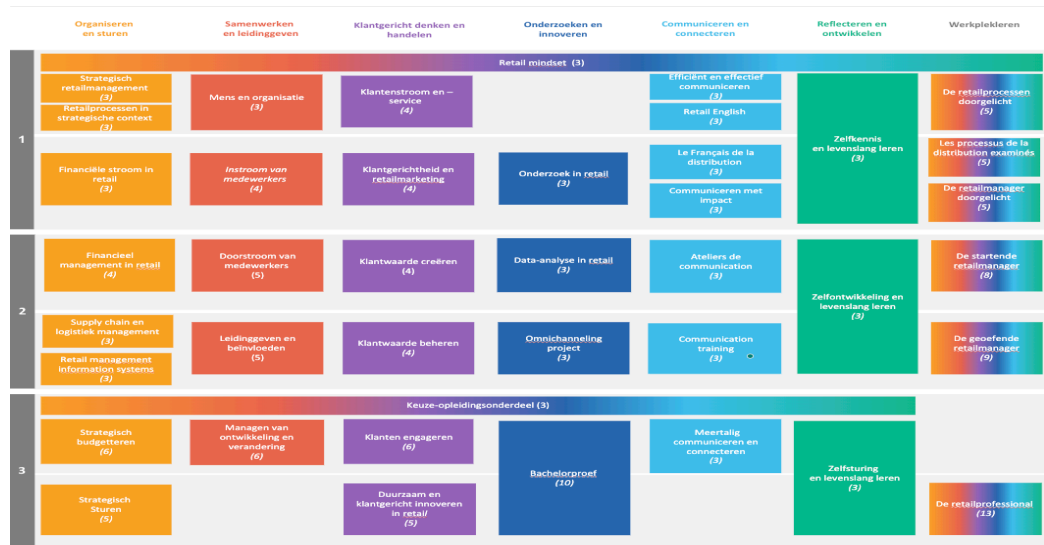 Organiseren
en sturen
Samenwerken
en leidinggeven
Klantgericht denken en
handelen
Onderzoeken en
innoveren
Communiceren en
connecteren
Reflecteren en
ontwikkelen
Werkplekleren
1
Retail mindset (3)
Strategisch
retailmanagement
(3)
Retailprocessen in
strategische context
(3)
Mens en organisatie
(3)
Klantenstroom en –
service
(4)
Efficiënt en effectief
communiceren
(3)
Retail English
(3)
Zelfkennis
en levenslang leren
(3)
De retailprocessen
doorgelicht
(5)
Financiële stroom in
retail
(3)
Instroom van
medewerkers
(4)
Klantgerichtheid en
retailmarketing
(4)
Onderzoek in retail
(3)
Le Français de la
distribution
(3)
Communiceren met
impact
(3)
Les processus de la
distribution examinés
(5)
De retailmanager
doorgelicht
(5)
2
Financieel
management in retail
(4)
Doorstroom van
medewerkers
(5)
Klantwaarde creëren
(4)
Data-analyse in retail
(3)
Ateliers de
communication
(3)
Zelfontwikkeling en
levenslang leren
(3)
De startende
retailmanager
(8)
Supply chain en
logistiek management
(3)
Retail management
information systems
(3)
Leidinggeven en
beïnvloeden
(5)
Klantwaarde beheren
(4)
Omnichanneling
project
(3)
Communication
training
(3)
De geoefende
retailmanager
(9)
3
Keuze-opleidingsonderdeel (3)
Strategisch
budgetteren
(6)
Managen van
ontwikkeling en
verandering
(6)
Klanten engageren
(6)
Bachelorproef
(10)
Meertalig
communiceren en
connecteren
(3)
Zelfsturing
en levenslang leren
(3)
Strategisch
Sturen
(5)
Duurzaam en
klantgericht innoveren
in retail
(5)
De retailprofessional
(13)